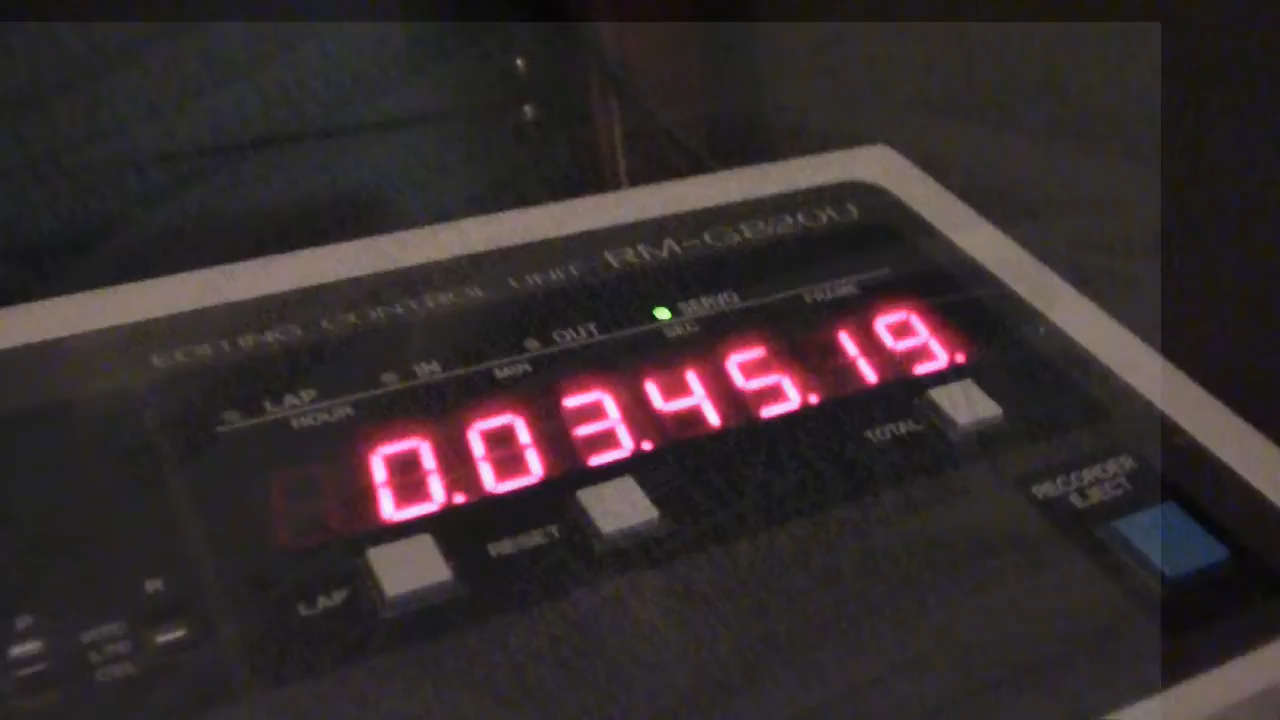 EDITING CONTROL UNIT RM-G820U
LAP IN OUT SERVO
HOUR MIN SEC FRAME
0.03.45.19.
TOTAL
RESET
LAP
RECORDER
EJECT
R